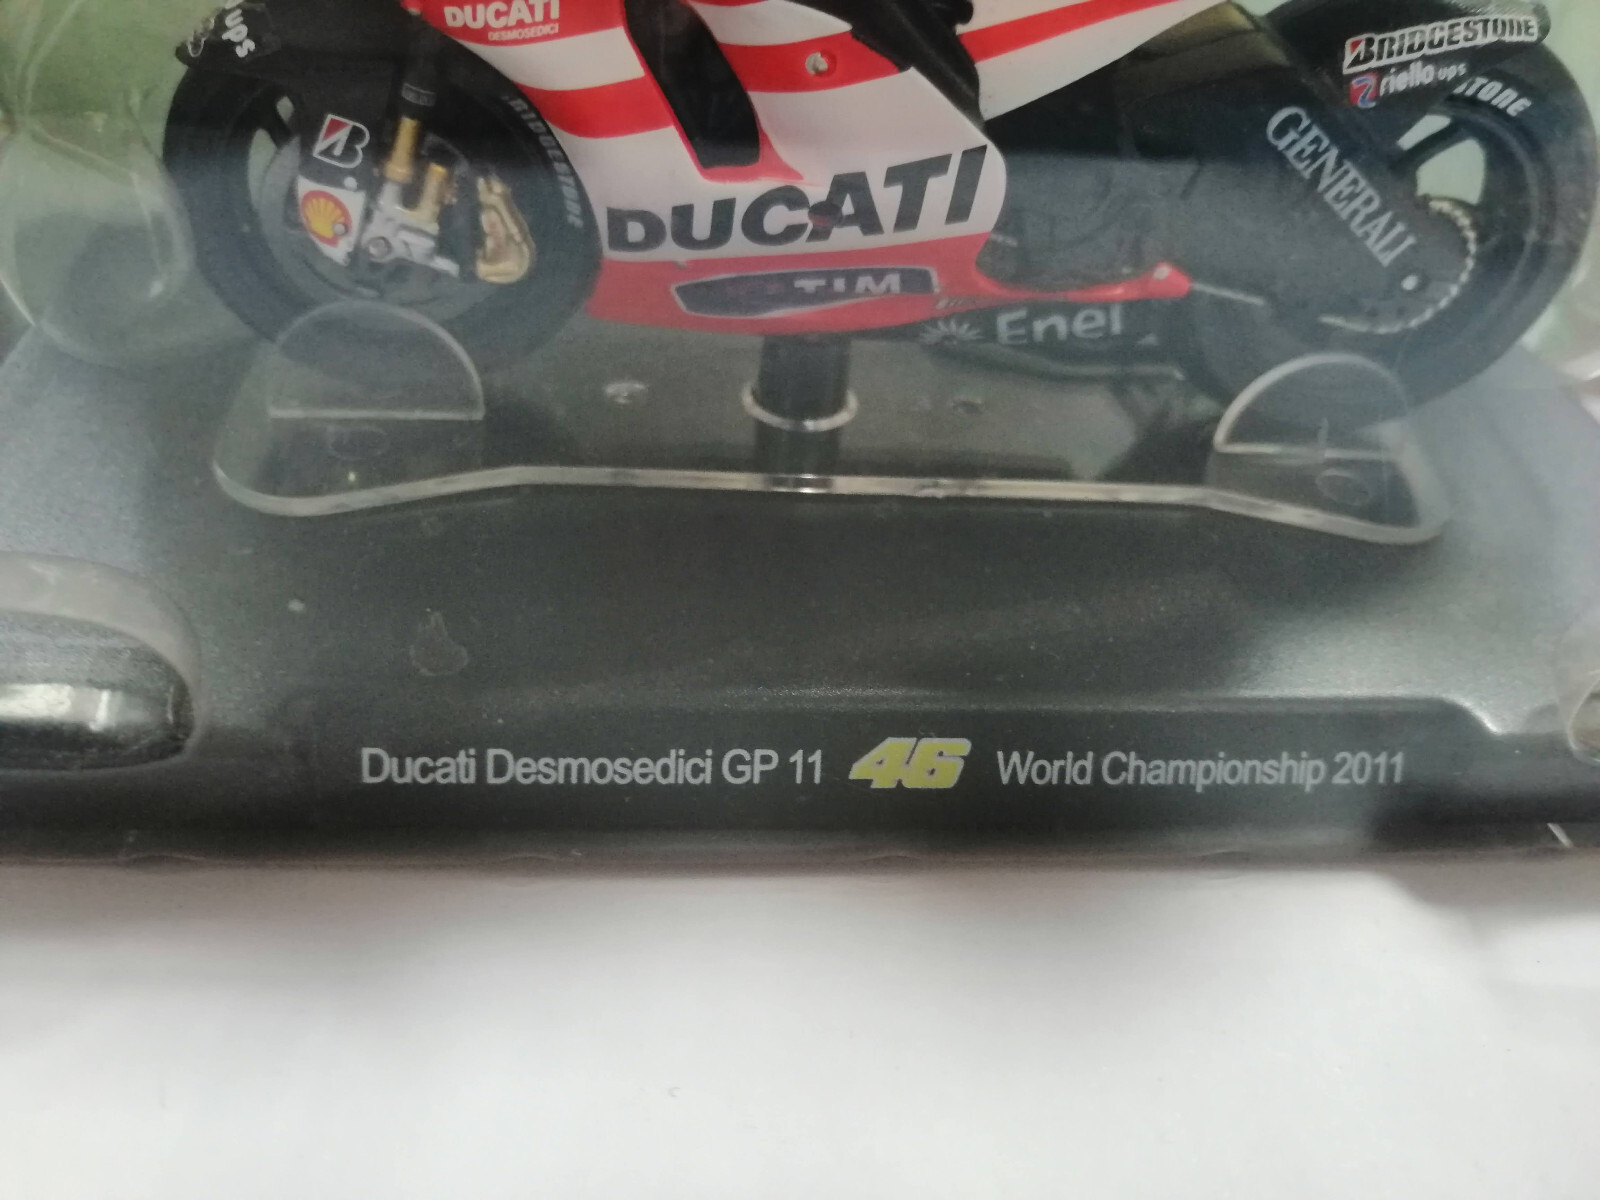 ups
DUCATI
DESMOSEDICI
BRIDGESTONE
riello ups
STONE
B
BRIDGESTONE
GENERALI
DUCATI
TIM
Enel
Ducati Desmosedici GP 11 46 World Championship 2011